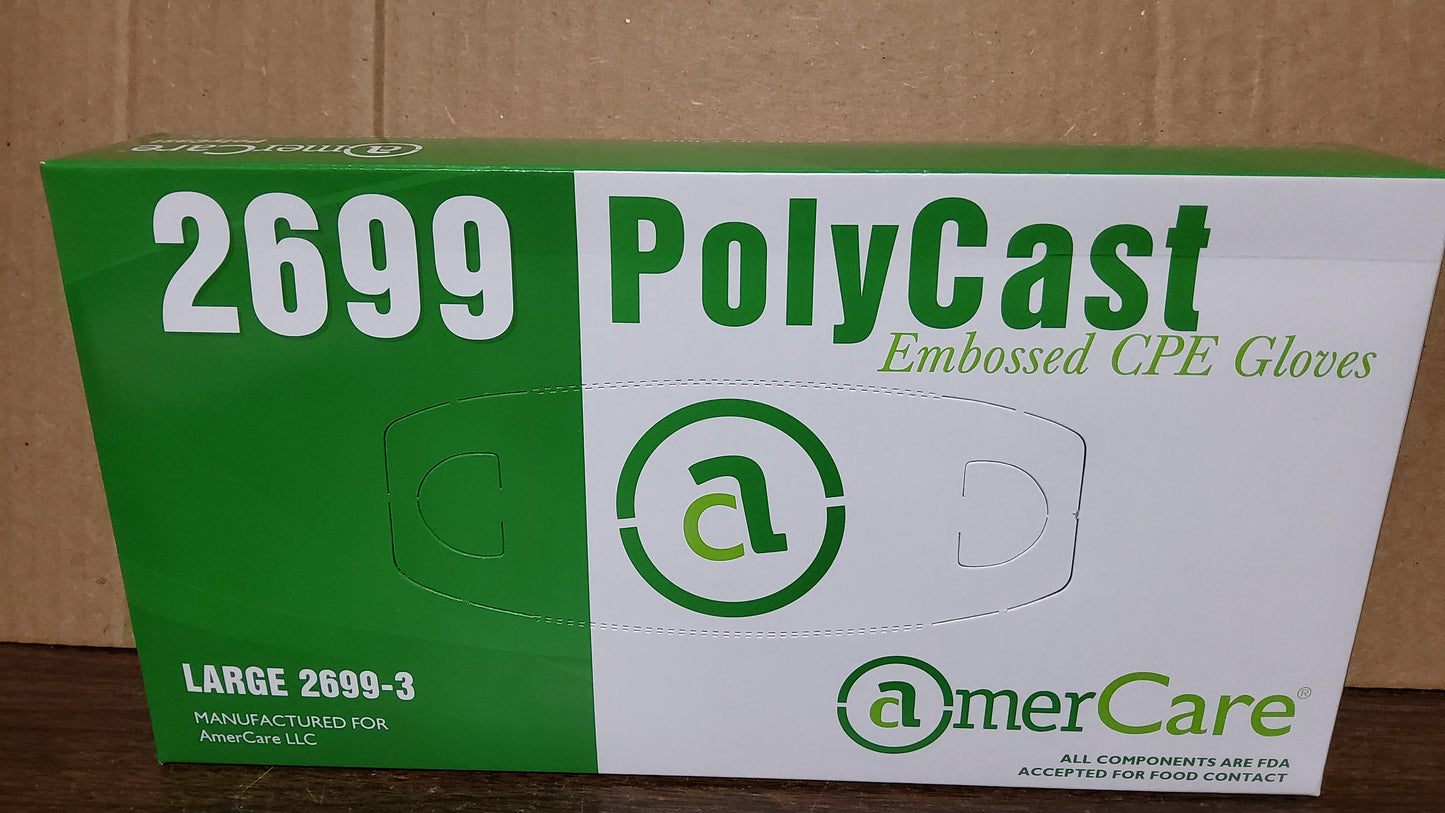 amerCare
2699
PolyCast
Embossed CPE Gloves
a
LARGE 2699-3
MANUFACTURED FOR
AmerCare LLC
amerCare®
ALL COMPONENTS ARE FDA
ACCEPTED FOR FOOD CONTACT